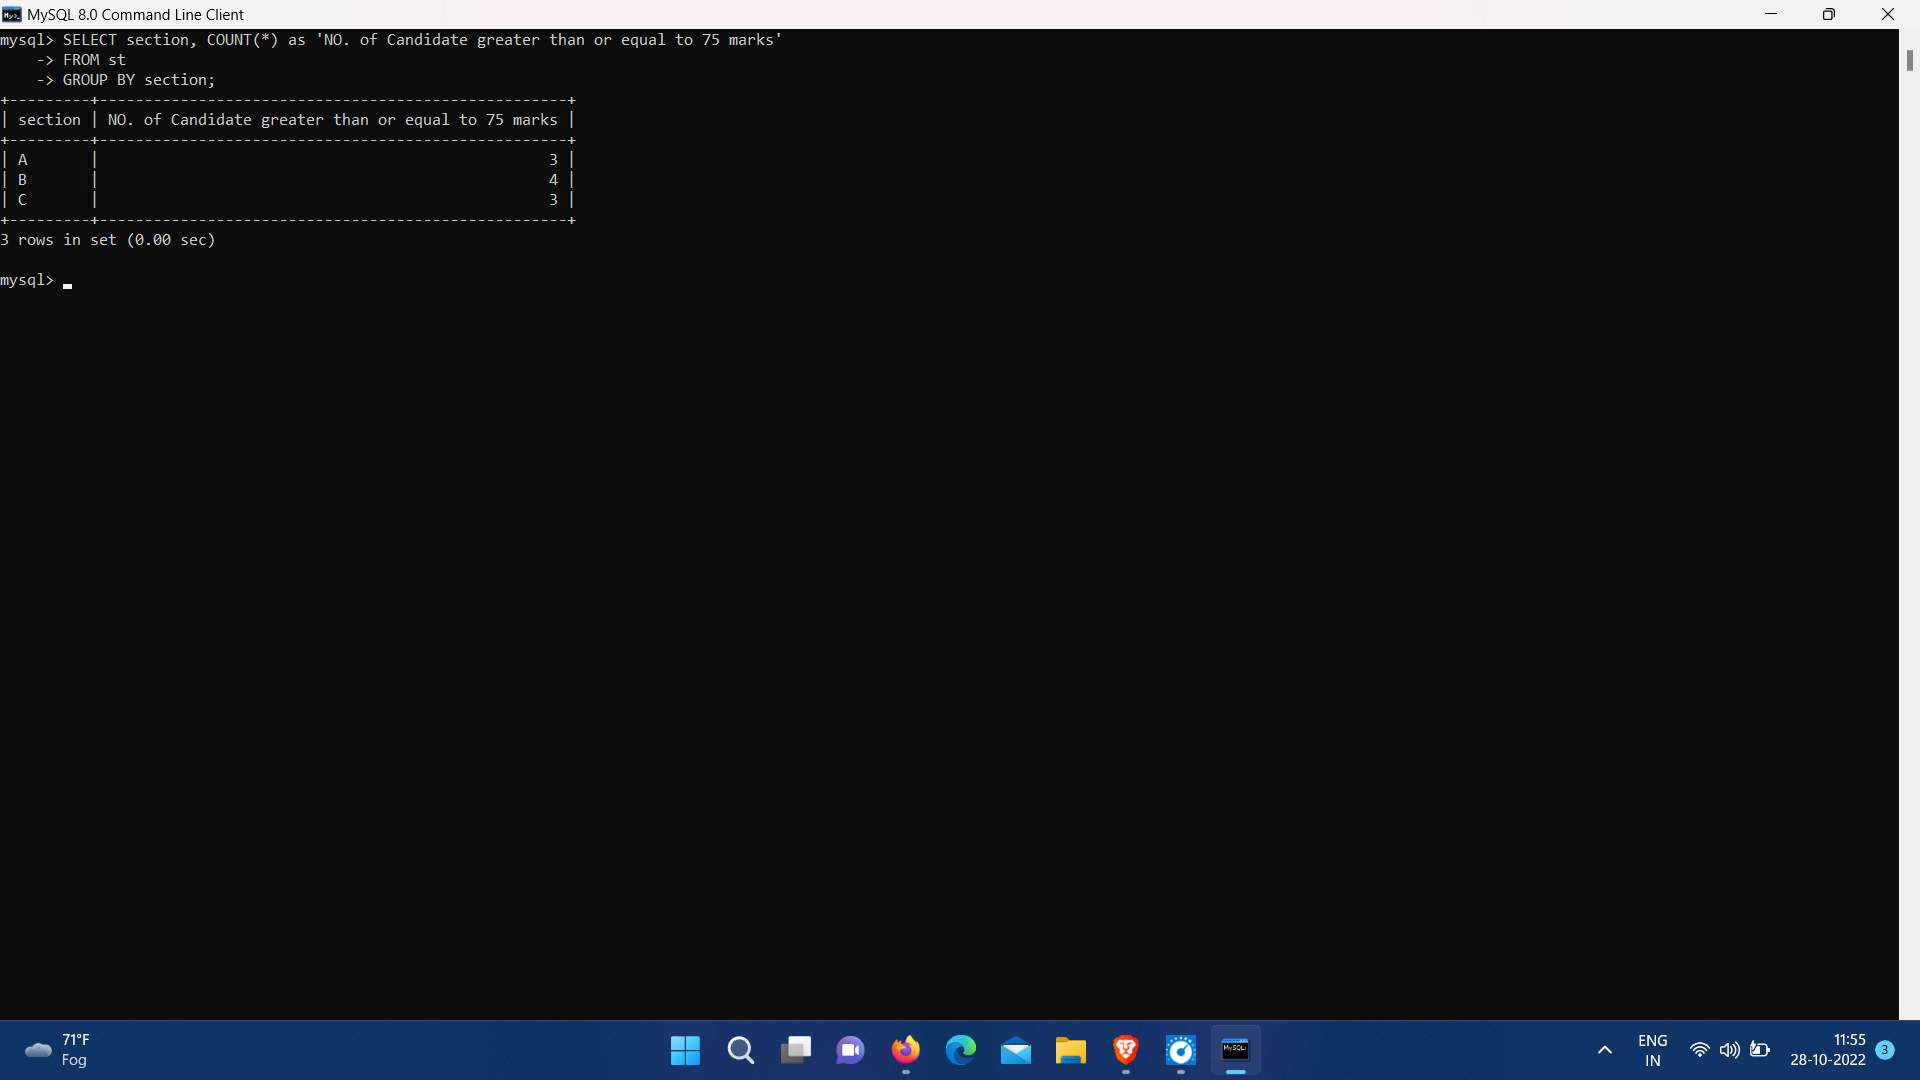 MySQL 8.0 Command Line Client
mysql> SELECT section, COUNT(*) as 'NO. of Candidate greater than or equal to 75 marks'
    -> FROM st
    -> GROUP BY section;
+---------+----------------------------------------------------+
| section | NO. of Candidate greater than or equal to 75 marks |
+---------+----------------------------------------------------+
| A       |                                                  3 |
| B       |                                                  4 |
| C       |                                                  3 |
+---------+----------------------------------------------------+
3 rows in set (0.00 sec)
mysql>
71°F
Fog
MySQL>
ENG
IN
11:55
28-10-2022
3